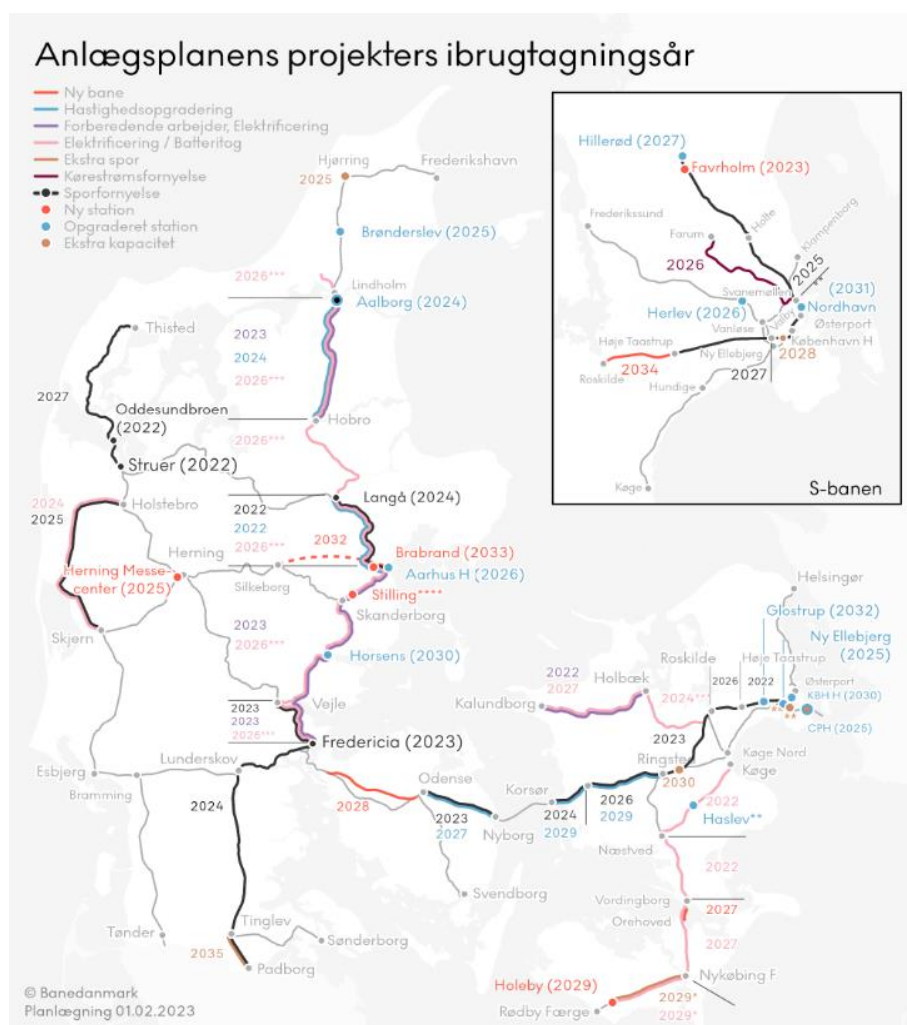 Anlægsplanens projekters ibrugtagningsår
Ny bane
Hastighedsopgradering
Forberedende arbejder, Elektrificering
Elektrificering / Batteritog
Ekstra spor
Kørestrømsfornyelse
Sporfornyelse
Ny station
Opgraderet station
Ekstra kapacitet
Hjørring
Frederikshavn
2025
Brønderslev (2025)
2026***
Lindholm
Aalborg (2024)
Thisted
2023
2024
2026***
2027
Oddesundbroen
(2022)
Hobro
2026***
Struer (2022)
Langå (2024)
2024
2025
Holstebro
2022
2022
2026***
2032
Herning
Brabrand (2033)
Aarhus H (2026)
Herning Messe-
center (2025)
Silkeborg
Stilling****
Skanderborg
Skjern
2023
2026***
Horsens (2030)
2023
2023
2026***
Vejle
Fredericia (2023)
Esbjerg
Lunderskov
Bramming
2024
2028
Odense
2023
2027
Nyborg
Korsør
2024
2029
2026
2029
Svendborg
Tønder
Tinglev
Sønderborg
2035
Padborg
Hillerød (2027)
Favrholm (2023)
Frederikssund
Farum
Holte
Klampenborg
2026
2025
**
Svanemøllen
(2031)
Nordhavn
Herlev (2026)
Vanløse
Valby
Østerport
Høje Taastrup
Ny Ellebjerg
København H
2028
2034
Roskilde
2027
Hundige
Køge
S-banen
Helsingør
Glostrup (2032)
Ny Ellebjerg
(2025)
Roskilde
Høje Taastrup
Østerport
2022
2027
Holbæk
Kalundborg
2024***
2026
2022
KBH H (2030)
**
**
CPH (2025)
2023
Ringsted
2030
Køge Nord
Køge
2022
Haslev**
Næstved
2022
Vordingborg
Orehoved
2027
2027
Holeby (2029)
Nykøbing F
Rødby Færge
2029*
2029*
© Banedanmark
Planlægning 01.02.2023